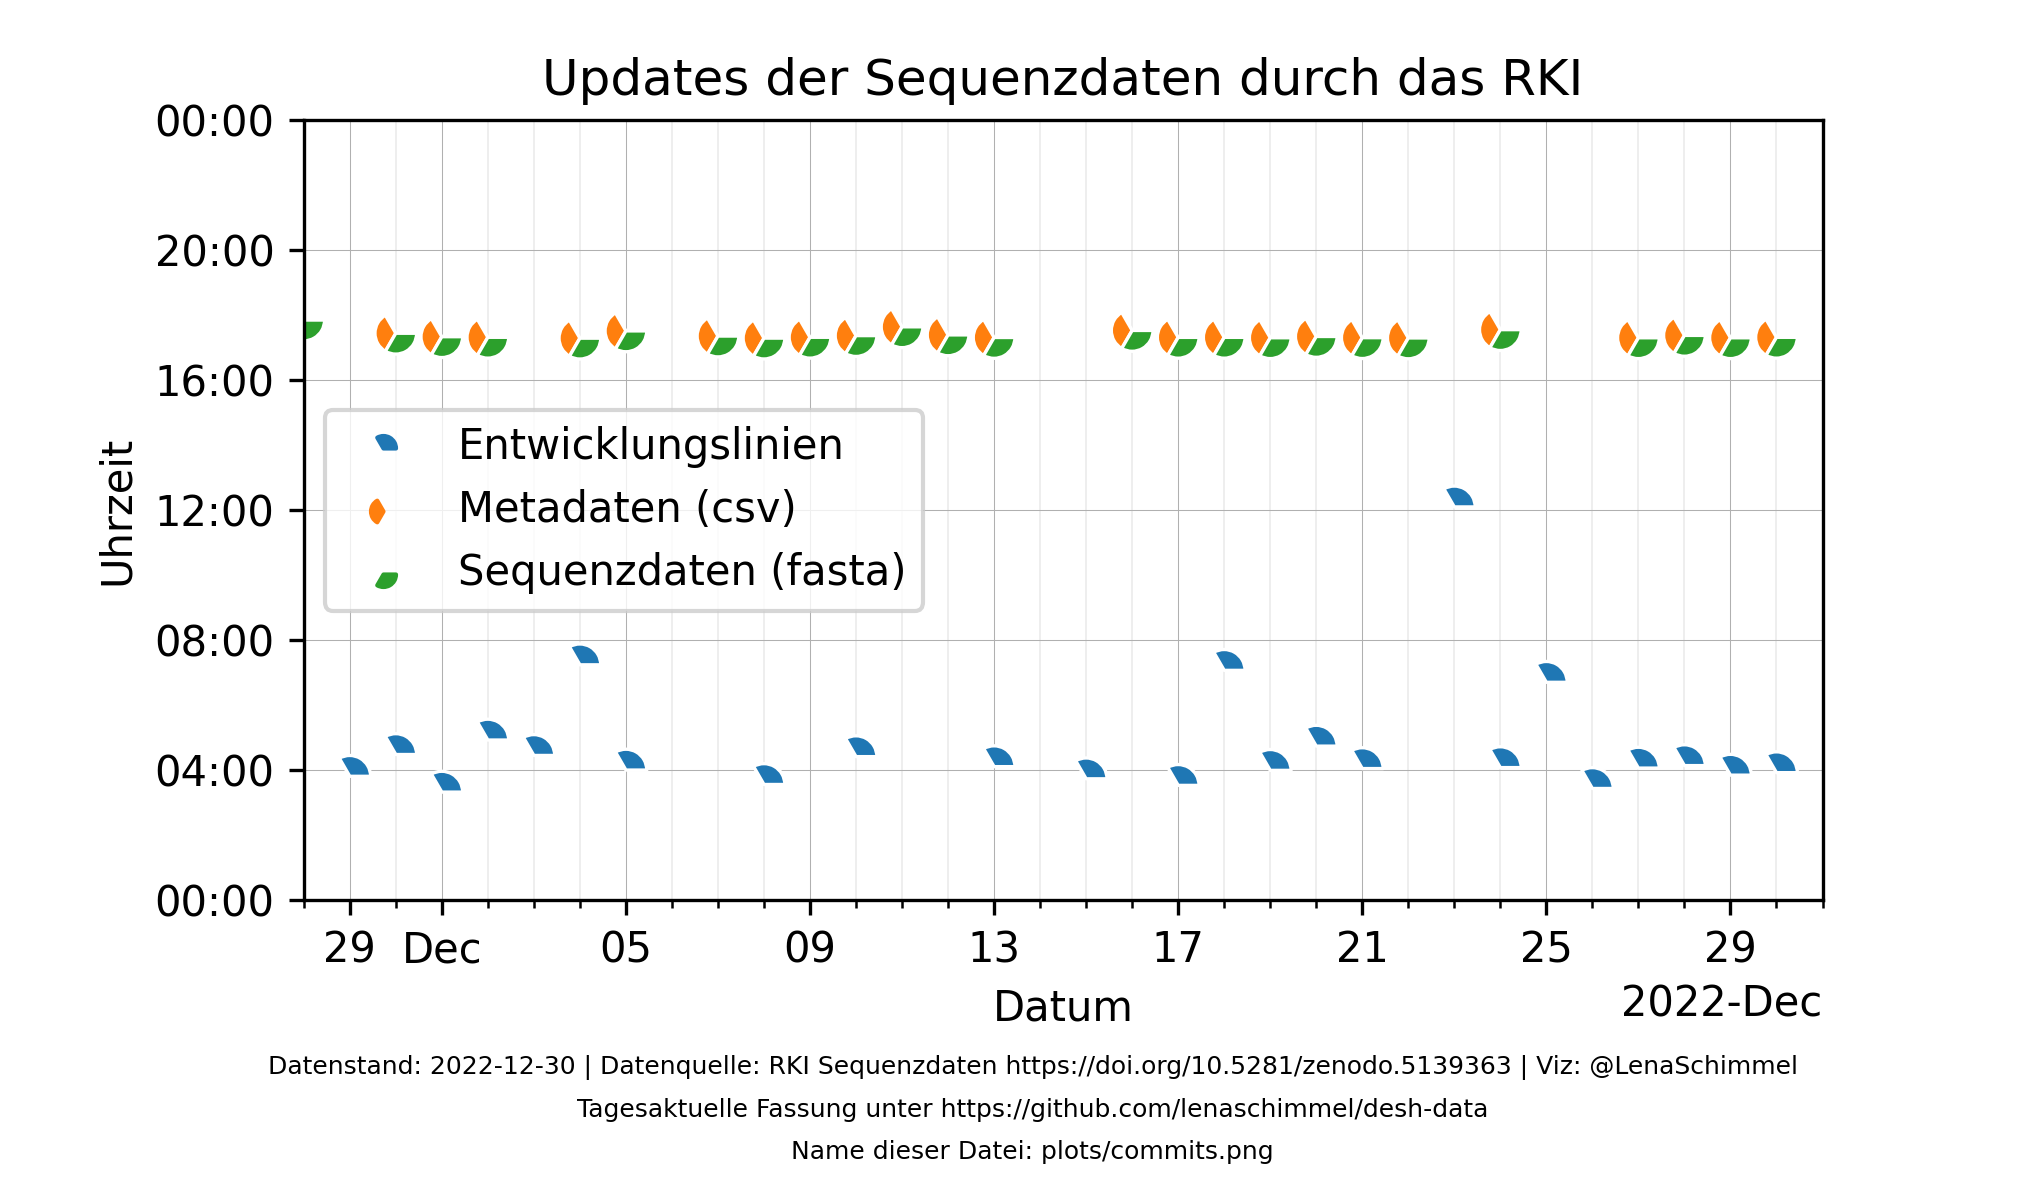 Updates der Sequenzdaten durch das RKI
00:00
20:00
16:00
12:00
08:00
04:00
00:00
Uhrzeit
Entwicklungslinien
Metadaten (csv)
Sequenzdaten (fasta)
29 Dec 05 09 13 17 21 25 29
Datum
2022-Dec
Datenstand: 2022-12-30 | Datenquelle: RKI Sequenzdaten https://doi.org/10.5281/zenodo.5139363 | Viz: @LenaSchimmel
Tagesaktuelle Fassung unter https://github.com/lenaschimmel/desh-data
Name dieser Datei: plots/commits.png